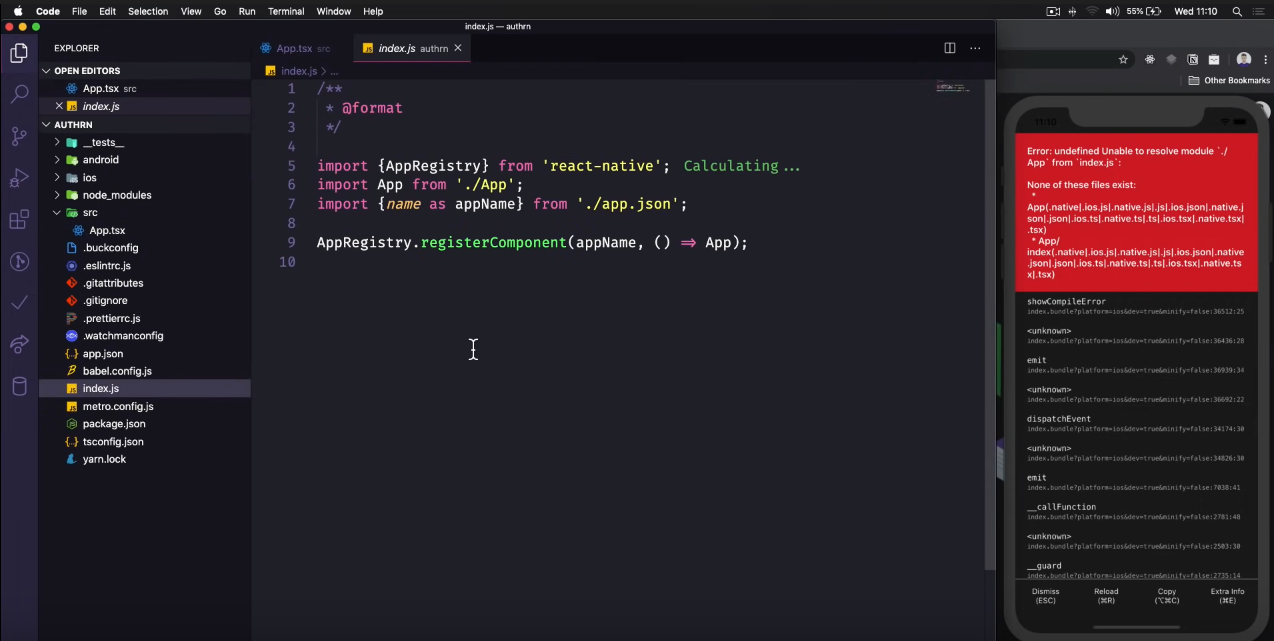 Code File Edit Selection View Go Run Terminal Window Help 55% Wed 11:10
index.js — authrn
EXPLORER
OPEN EDITORS
App.tsx src
index.js
AUTHRN
__tests__
android
ios
node_modules
src
App.tsx
.buckconfig
.eslintrc.js
.gitattributes
.gitignore
.prettierrc.js
.watchmanconfig
app.json
babel.config.js
index.js
metro.config.js
package.json
tsconfig.json
yarn.lock
App.tsx src index.js authrn
index.js > ...
1 /**
2 * @format
3 */
4
5 import {AppRegistry} from 'react-native'; Calculating...
6 import App from './App';
7 import {name as appName} from './app.json';
8
9 AppRegistry.registerComponent(appName, () => App);
10
Other Bookmarks
11:10
Error: undefined Unable to resolve module `./
App` from `index.js`:
None of these files exist:
*
App(.native|.ios.js|.native.js|.js|.ios.json|.native.j
son|.json|.ios.ts|.native.ts|.ts|.ios.tsx|.native.tsx|
.tsx)
* App/
index(.native|.ios.js|.native.js|.js|.ios.json|.native
.json|.json|.ios.ts|.native.ts|.ts|.ios.tsx|.native.ts
x|.tsx)
showCompileError
index.bundle?platform=ios&dev=true&minify=false:36512:25
<unknown>
index.bundle?platform=ios&dev=true&minify=false:36436:28
emit
index.bundle?platform=ios&dev=true&minify=false:36939:34
<unknown>
index.bundle?platform=ios&dev=true&minify=false:36692:22
dispatchEvent
index.bundle?platform=ios&dev=true&minify=false:34174:30
<unknown>
index.bundle?platform=ios&dev=true&minify=false:34826:30
emit
index.bundle?platform=ios&dev=true&minify=false:7038:41
__callFunction
index.bundle?platform=ios&dev=true&minify=false:2781:48
<unknown>
index.bundle?platform=ios&dev=true&minify=false:2503:30
__guard
index.bundle?platform=ios&dev=true&minify=false:2735:14
Dismiss Reload Copy Extra Info
(ESC) (⌘R) (⌥⌘C) (⌘E)